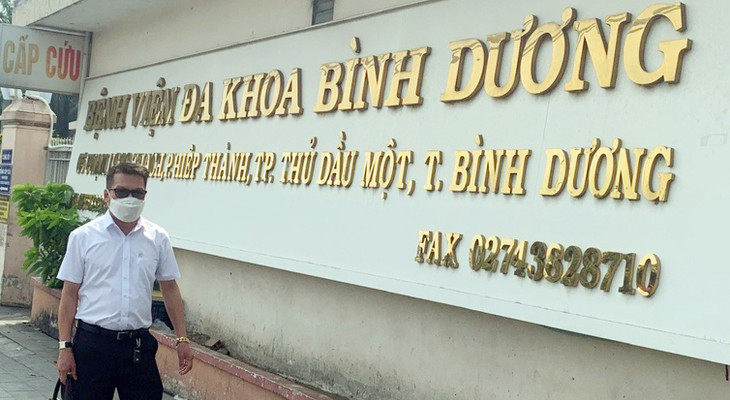 CẤP CỨU
BỆNH VIỆN ĐA KHOA BÌNH DƯƠNG
P.HIỆP THÀNH, TP. THỦ DẦU MỘT, T. BÌNH DƯƠNG
FAX 02743828710